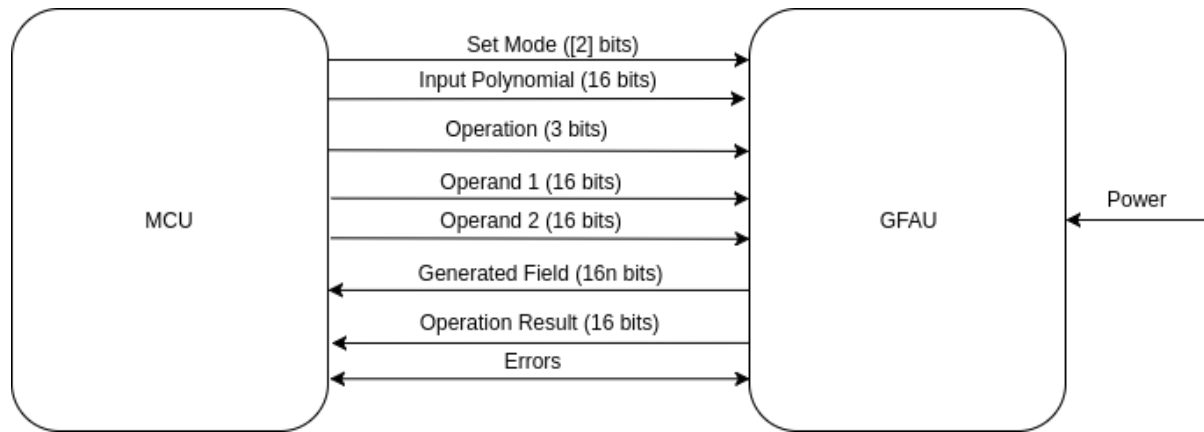 Set Mode ([2] bits)
Input Polynomial (16 bits)
Operation (3 bits)
Operand 1 (16 bits)
Operand 2 (16 bits)
Generated Field (16n bits)
Operation Result (16 bits)
Errors
MCU
GFAU
Power